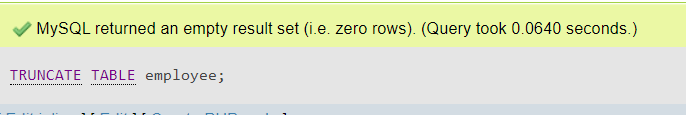 MySQL returned an empty result set (i.e. zero rows). (Query took 0.0640 seconds.)
TRUNCATE TABLE employee;